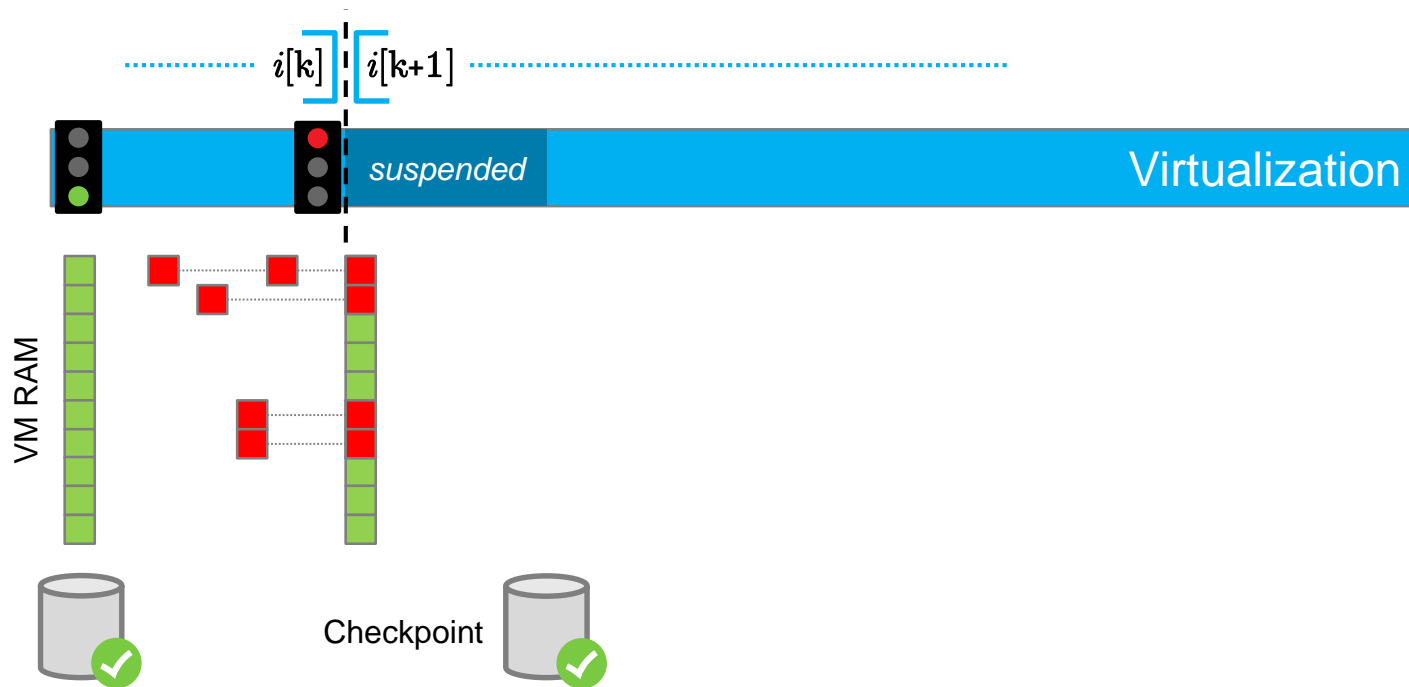 i[k] i[k+1]
suspended
Virtualization
VM RAM
Checkpoint